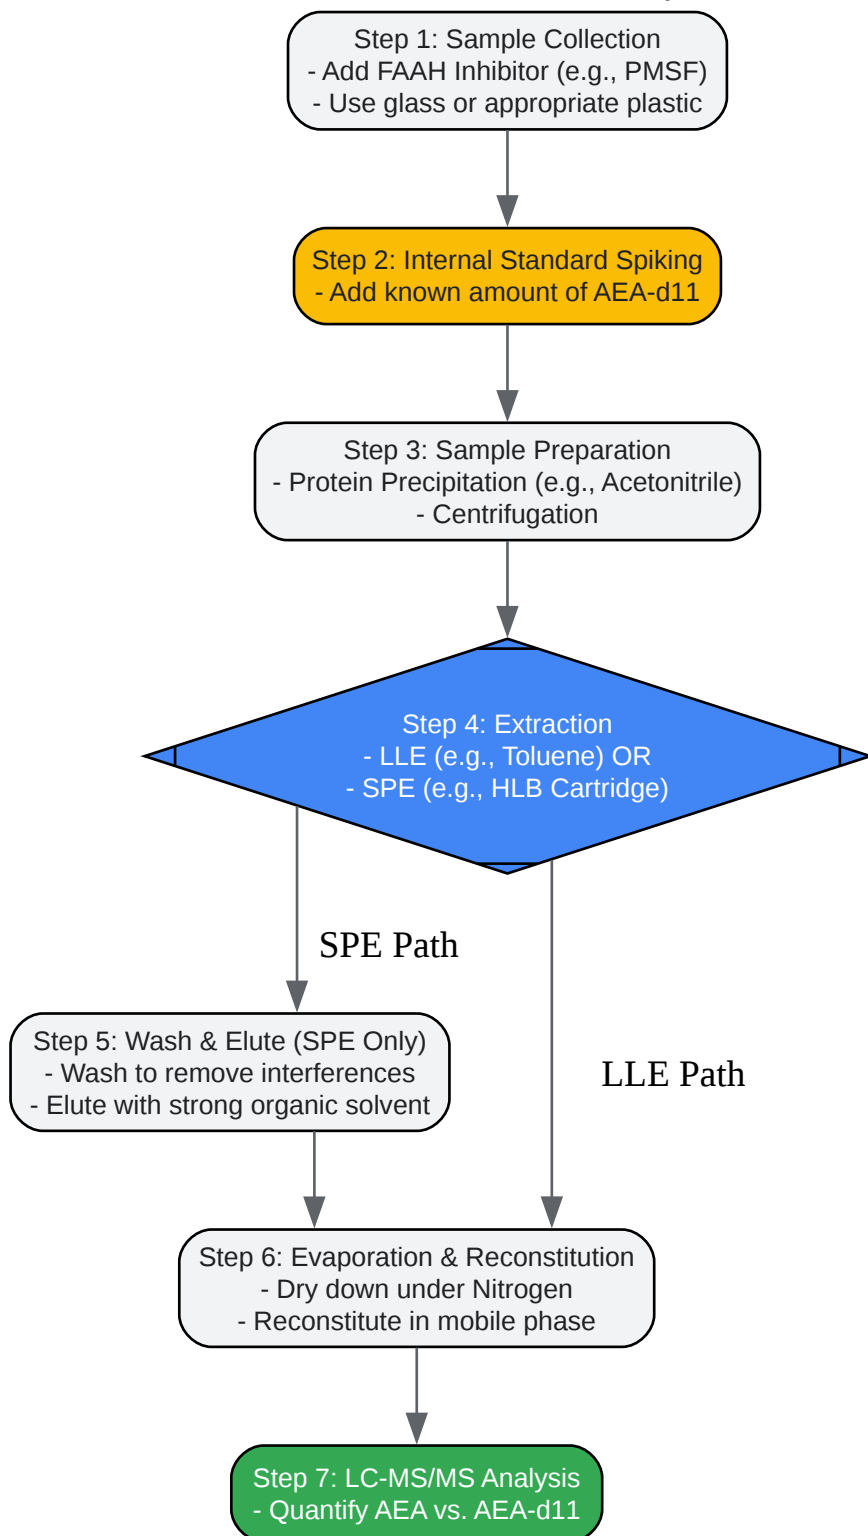 Step 1: Sample Collection
- Add FAAH Inhibitor (e.g., PMSF)
- Use glass or appropriate plastic
Step 2: Internal Standard Spiking
- Add known amount of AEA-d11
Step 3: Sample Preparation
- Protein Precipitation (e.g., Acetonitrile)
- Centrifugation
Step 4: Extraction
- LLE (e.g., Toluene) OR
- SPE (e.g., HLB Cartridge)
SPE Path
Step 5: Wash & Elute (SPE Only)
- Wash to remove interferences
- Elute with strong organic solvent
LLE Path
Step 6: Evaporation & Reconstitution
- Dry down under Nitrogen
- Reconstitute in mobile phase
Step 7: LC-MS/MS Analysis
- Quantify AEA vs. AEA-d11